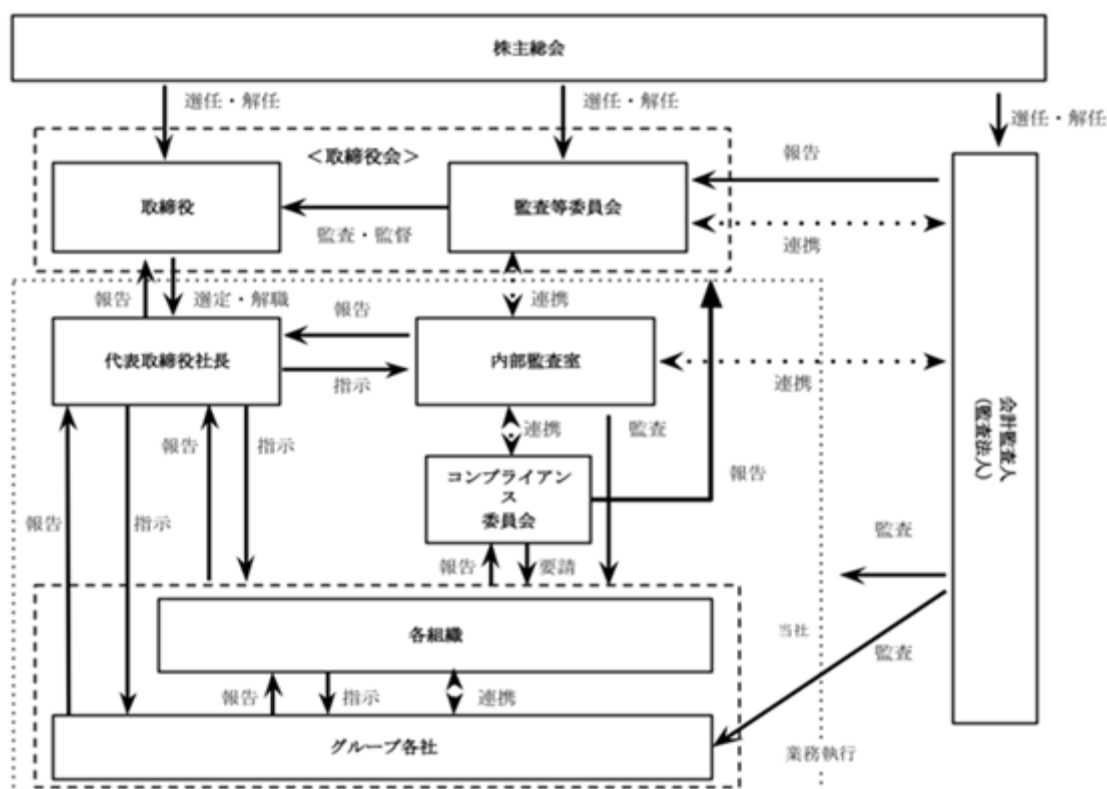 株主総会
選任・解任
選任・解任
選任・解任
＜取締役会＞
報告
取締役
監査等委員会
監査・監督
連携
報告
選定・解職
連携
報告
代表取締役社長
内部監査室
指示
連携
会計監査人
(監査法人)
報告
指示
連携
監査
コンプライアン
ス
委員会
報告
報告
指示
監査
報告
要請
各組織
当社
監査
報告
指示
連携
グループ各社
業務執行